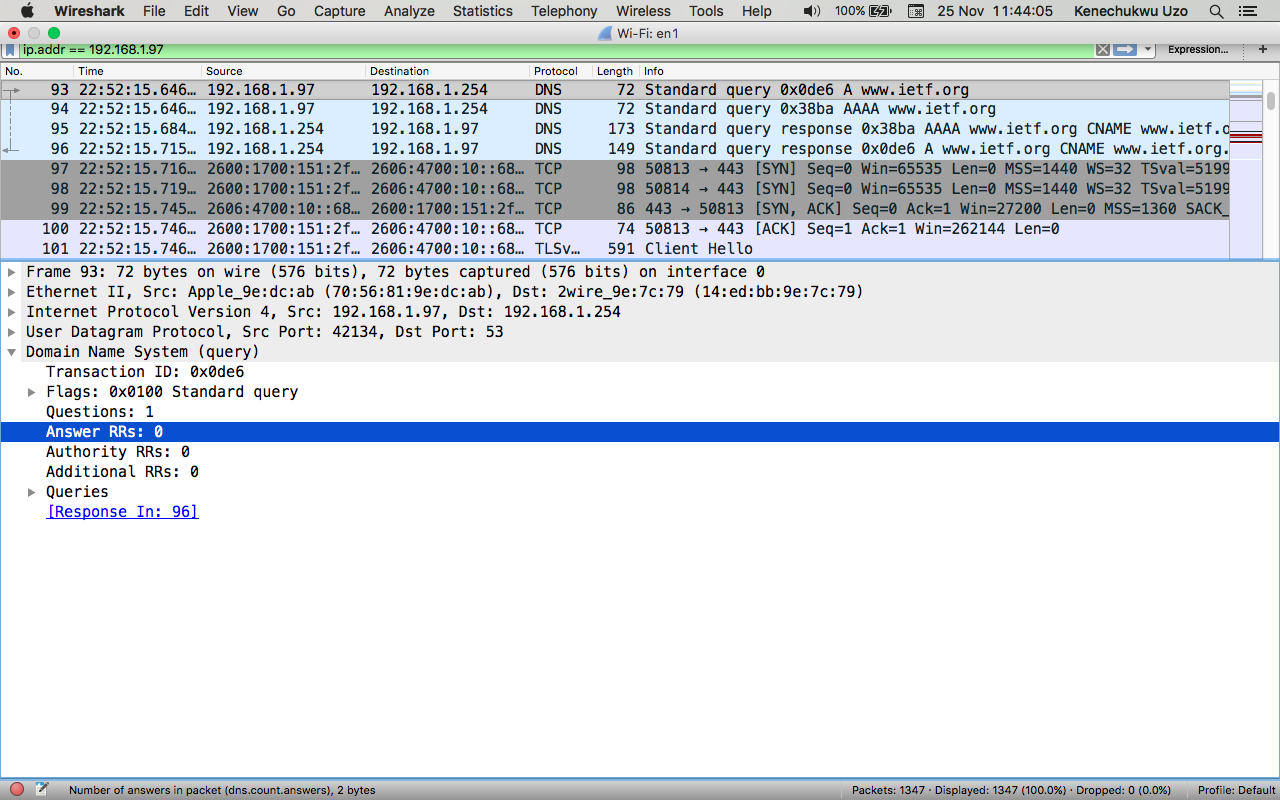 Wireshark File Edit View Go Capture Analyze Statistics Telephony Wireless Tools Help 100% 25 Nov 11:44:05 Kenechukwu Uzo
Wi-Fi: en1
ip.addr == 192.168.1.97 Expression... +
No. Time Source Destination Protocol Length Info
93 22:52:15.646… 192.168.1.97 192.168.1.254 DNS 72 Standard query 0x0de6 A www.ietf.org
94 22:52:15.646… 192.168.1.97 192.168.1.254 DNS 72 Standard query 0x38ba AAAA www.ietf.org
95 22:52:15.684… 192.168.1.254 192.168.1.97 DNS 173 Standard query response 0x38ba AAAA www.ietf.org CNAME www.ietf.o
96 22:52:15.715… 192.168.1.254 192.168.1.97 DNS 149 Standard query response 0x0de6 A www.ietf.org CNAME www.ietf.org.
97 22:52:15.716… 2600:1700:151:2f… 2606:4700:10::68… TCP 98 50813 → 443 [SYN] Seq=0 Win=65535 Len=0 MSS=1440 WS=32 TSval=5199
98 22:52:15.719… 2600:1700:151:2f… 2606:4700:10::68… TCP 98 50814 → 443 [SYN] Seq=0 Win=65535 Len=0 MSS=1440 WS=32 TSval=5199
99 22:52:15.745… 2606:4700:10::68… 2600:1700:151:2f… TCP 86 443 → 50813 [SYN, ACK] Seq=0 Ack=1 Win=27200 Len=0 MSS=1360 SACK_
100 22:52:15.746… 2600:1700:151:2f… 2606:4700:10::68… TCP 74 50813 → 443 [ACK] Seq=1 Ack=1 Win=262144 Len=0
101 22:52:15.746… 2600:1700:151:2f… 2606:4700:10::68… TLSv… 591 Client Hello
Frame 93: 72 bytes on wire (576 bits), 72 bytes captured (576 bits) on interface 0
Ethernet II, Src: Apple_9e:dc:ab (70:56:81:9e:dc:ab), Dst: 2wire_9e:7c:79 (14:ed:bb:9e:7c:79)
Internet Protocol Version 4, Src: 192.168.1.97, Dst: 192.168.1.254
User Datagram Protocol, Src Port: 42134, Dst Port: 53
Domain Name System (query)
Transaction ID: 0x0de6
Flags: 0x0100 Standard query
Questions: 1
Answer RRs: 0
Authority RRs: 0
Additional RRs: 0
Queries
[Response In: 96]
Number of answers in packet (dns.count.answers), 2 bytes Packets: 1347 · Displayed: 1347 (100.0%) · Dropped: 0 (0.0%) Profile: Default